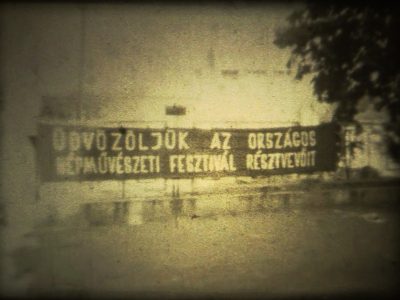 ÜDVÖZÖLJÜK AZ ORSZÁGOS
NÉPMŰVÉSZETI FESZTIVÁL RÉSZTVEVŐIT